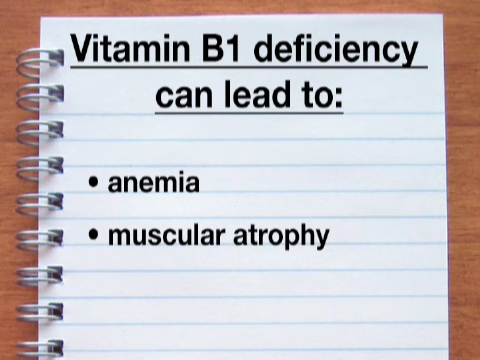 Vitamin B1 deficiency
can lead to:
• anemia
• muscular atrophy